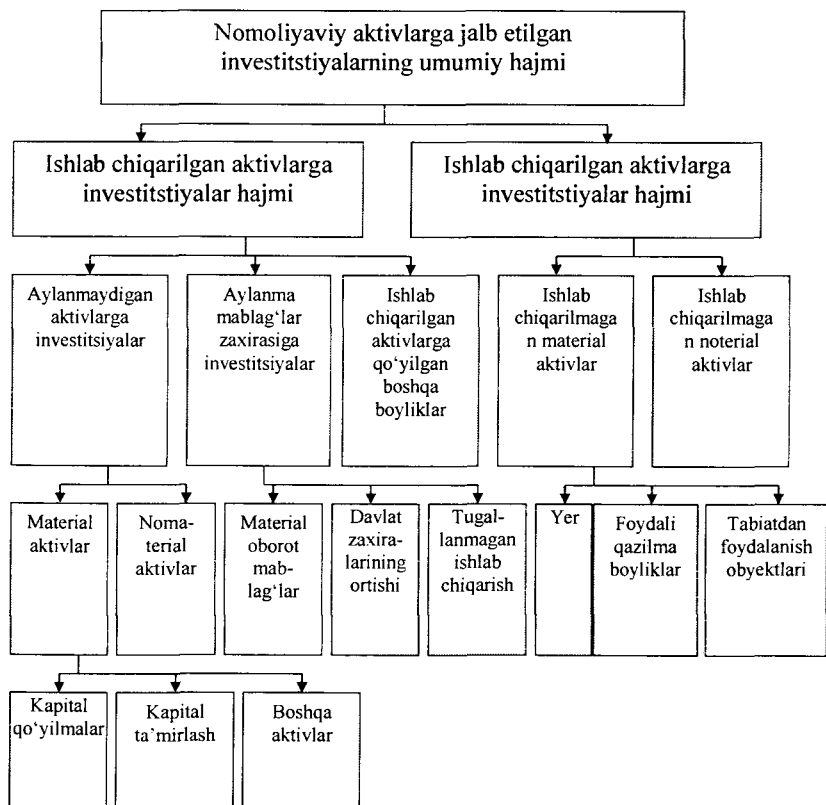 Nomoliyaviy aktivlarga jalb etilgan
investitstiyalarning umumiy hajmi
Ishlab chiqarilgan aktivlarga
investitstiyalar hajmi
Ishlab chiqarilgan aktivlarga
investitstiyalar hajmi
Aylanmaydigan
aktivlarga
investitsiyalar
Aylanma
mablag‘lar
zaxirasiga
investitsiyalar
Ishlab
chiqarilgan
aktivlarga
qo‘yilgan
boshqa
boyliklar
Ishlab
chiqarilmaga
n material
aktivlar
Ishlab
chiqarilmaga
n noterial
aktivlar
Material
aktivlar
Noma-
terial
aktivlar
Material
oborot
mab-
lag‘lar
Davlat
zaxira-
larining
ortishi
Tugal-
lanmagan
ishlab
chiqarish
Yer
Foydali
qazilma
boyliklar
Tabiatdan
foydalanish
obyektlari
Kapital
qo‘yilmalar
Kapital
ta’mirlash
Boshqa
aktivlar